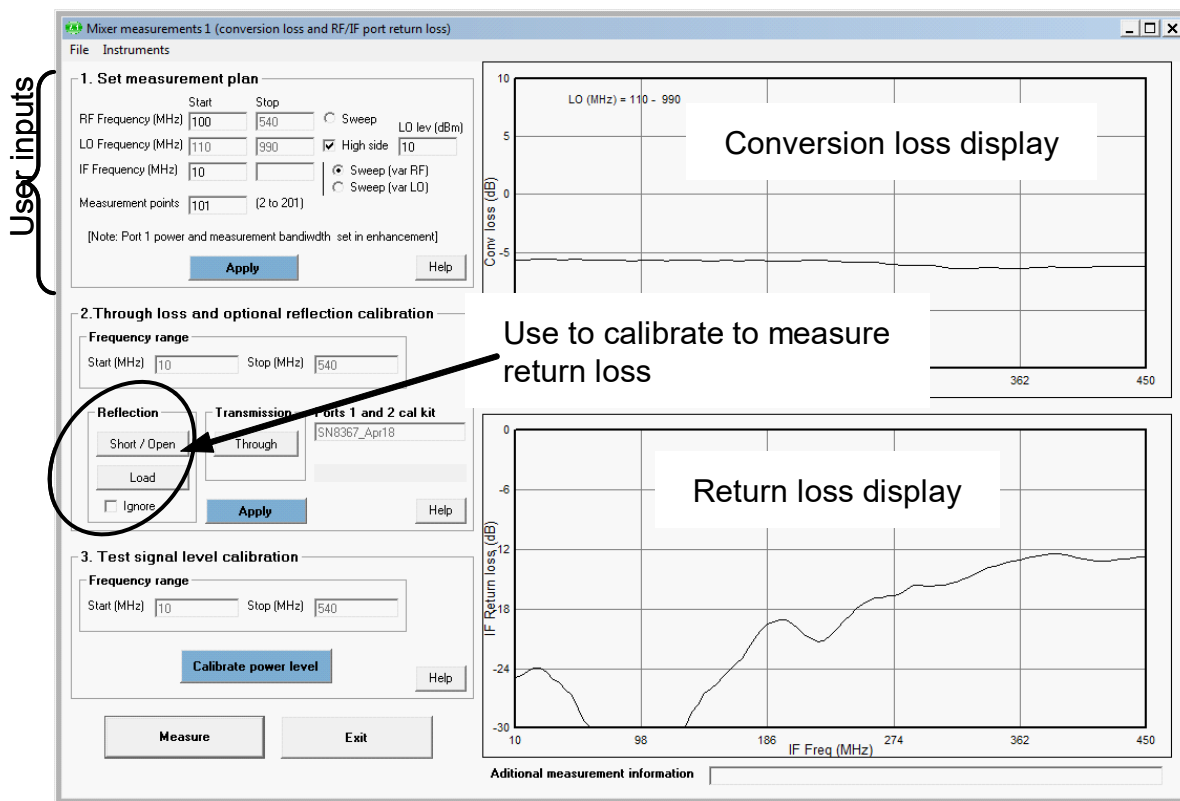 Mixer measurements 1 (conversion loss and RF/IF port return loss)
File Instruments
User inputs
1. Set measurement plan
Start Stop
RF Frequency (MHz) 100 540 Sweep LO lev (dBm)
LO Frequency (MHz) 110 990 High side 10
IF Frequency (MHz) 10 Sweep (var RF)
Sweep (var LO)
Measurement points 101 (2 to 201)
[Note: Port 1 power and measurement bandiwdth set in enhancement]
Apply Help
2.Through loss and optional reflection calibration
Frequency range
Start (MHz) 10 Stop (MHz) 540
Reflection Transmission Ports 1 and 2 cal kit
Short / Open Through SN8367_Apr18
Load
Ignore Apply Help
3. Test signal level calibration
Frequency range
Start (MHz) 10 Stop (MHz) 540
Calibrate power level
Help
Measure Exit
10
LO (MHz) = 110 - 990
Conversion loss display
5
0
-5
Conv loss (dB)
Use to calibrate to measure
return loss
362 450
0
-6
Return loss display
-12
-18
-24
-30
IF Return loss (dB)
10 98 186 274 362 450
IF Freq (MHz)
Aditional measurement information